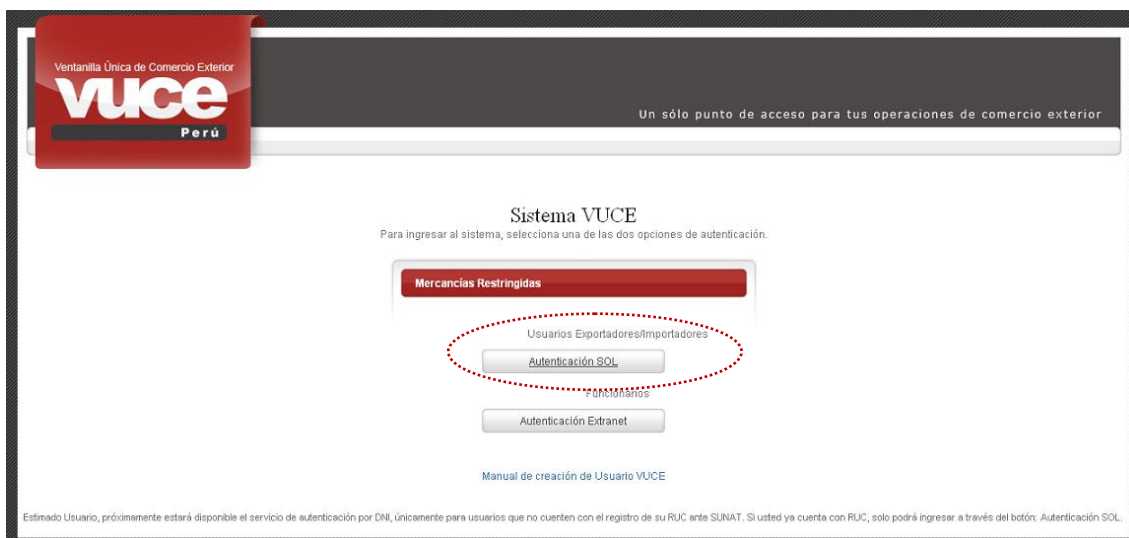 Ventanilla Única de Comercio Exterior
vuce
Perú
Un sólo punto de acceso para tus operaciones de comercio exterior
Sistema VUCE
Para ingresar al sistema, selecciona una de las dos opciones de autenticación.
Mercancías Restringidas
Usuarios Exportadores/Importadores
Autenticación SOL
Funcionarios
Autenticación Extranet
Manual de creación de Usuario VUCE
Estimado Usuario, próximamente estará disponible el servicio de autenticación por DNI, únicamente para usuarios que no cuenten con el registro de su RUC ante SUNAT. Si usted ya cuenta con RUC, solo podrá ingresar a través del botón: Autenticación SOL.